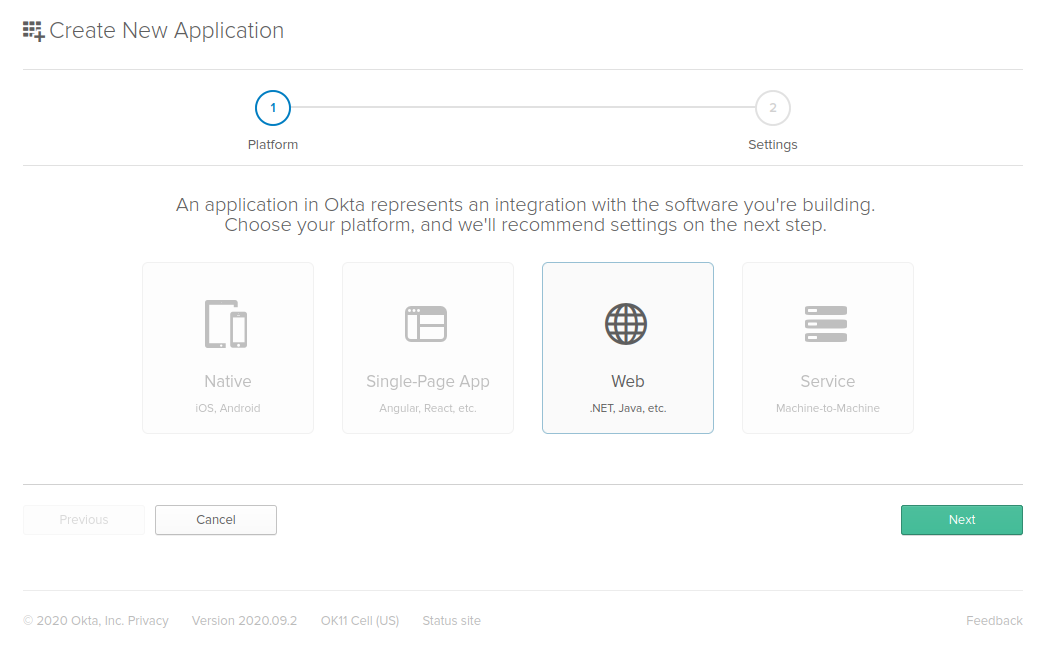 Create New Application
1
2
Platform
Settings
An application in Okta represents an integration with the software you're building.
Choose your platform, and we'll recommend settings on the next step.
Native
iOS, Android
Single-Page App
Angular, React, etc.
Web
.NET, Java, etc.
Service
Machine-to-Machine
Previous
Cancel
Next
© 2020 Okta, Inc. Privacy Version 2020.09.2 OK11 Cell (US) Status site Feedback